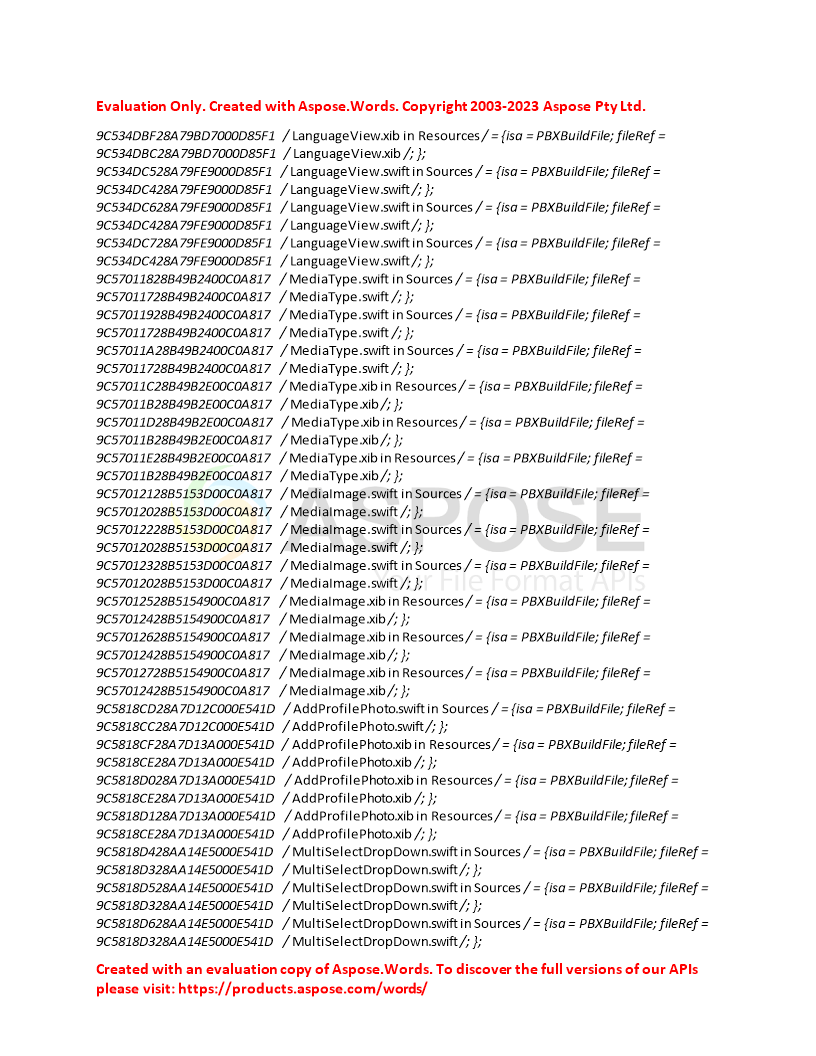 Evaluation Only. Created with Aspose.Words. Copyright 2003-2023 Aspose Pty Ltd.
9C534DBF28A79BD7000D85F1 / LanguageView.xib in Resources / = {isa = PBXBuildFile; fileRef =
9C534DBC28A79BD7000D85F1 / LanguageView.xib /; };
9C534DC528A79FE9000D85F1 / LanguageView.swift in Sources / = {isa = PBXBuildFile; fileRef =
9C534DC428A79FE9000D85F1 / LanguageView.swift /; };
9C534DC628A79FE9000D85F1 / LanguageView.swift in Sources / = {isa = PBXBuildFile; fileRef =
9C534DC428A79FE9000D85F1 / LanguageView.swift /; };
9C534DC728A79FE9000D85F1 / LanguageView.swift in Sources / = {isa = PBXBuildFile; fileRef =
9C534DC428A79FE9000D85F1 / LanguageView.swift /; };
9C57011828B49B2400C0A817 / MediaType.swift in Sources / = {isa = PBXBuildFile; fileRef =
9C57011728B49B2400C0A817 / MediaType.swift /; };
9C57011928B49B2400C0A817 / MediaType.swift in Sources / = {isa = PBXBuildFile; fileRef =
9C57011728B49B2400C0A817 / MediaType.swift /; };
9C57011A28B49B2400C0A817 / MediaType.swift in Sources / = {isa = PBXBuildFile; fileRef =
9C57011728B49B2400C0A817 / MediaType.swift /; };
9C57011C28B49B2E00C0A817 / MediaType.xib in Resources / = {isa = PBXBuildFile; fileRef =
9C57011B28B49B2E00C0A817 / MediaType.xib /; };
9C57011D28B49B2E00C0A817 / MediaType.xib in Resources / = {isa = PBXBuildFile; fileRef =
9C57011B28B49B2E00C0A817 / MediaType.xib /; };
9C57011E28B49B2E00C0A817 / MediaType.xib in Resources / = {isa = PBXBuildFile; fileRef =
9C57011B28B49B2E00C0A817 / MediaType.xib /; };
9C57012128B5153D00C0A817 / MediaImage.swift in Sources / = {isa = PBXBuildFile; fileRef =
9C57012028B5153D00C0A817 / MediaImage.swift /; };
9C57012228B5153D00C0A817 / MediaImage.swift in Sources / = {isa = PBXBuildFile; fileRef =
9C57012028B5153D00C0A817 / MediaImage.swift /; };
9C57012328B5153D00C0A817 / MediaImage.swift in Sources / = {isa = PBXBuildFile; fileRef =
9C57012028B5153D00C0A817 / MediaImage.swift /; };
9C57012528B5154900C0A817 / MediaImage.xib in Resources / = {isa = PBXBuildFile; fileRef =
9C57012428B5154900C0A817 / MediaImage.xib /; };
9C57012628B5154900C0A817 / MediaImage.xib in Resources / = {isa = PBXBuildFile; fileRef =
9C57012428B5154900C0A817 / MediaImage.xib /; };
9C57012728B5154900C0A817 / MediaImage.xib in Resources / = {isa = PBXBuildFile; fileRef =
9C57012428B5154900C0A817 / MediaImage.xib /; };
9C5818CD28A7D12C000E541D / AddProfilePhoto.swift in Sources / = {isa = PBXBuildFile; fileRef =
9C5818CC28A7D12C000E541D / AddProfilePhoto.swift /; };
9C5818CF28A7D13A000E541D / AddProfilePhoto.xib in Resources / = {isa = PBXBuildFile; fileRef =
9C5818CE28A7D13A000E541D / AddProfilePhoto.xib /; };
9C5818D028A7D13A000E541D / AddProfilePhoto.xib in Resources / = {isa = PBXBuildFile; fileRef =
9C5818CE28A7D13A000E541D / AddProfilePhoto.xib /; };
9C5818D128A7D13A000E541D / AddProfilePhoto.xib in Resources / = {isa = PBXBuildFile; fileRef =
9C5818CE28A7D13A000E541D / AddProfilePhoto.xib /; };
9C5818D428AA14E5000E541D / MultiSelectDropDown.swift in Sources / = {isa = PBXBuildFile; fileRef =
9C5818D328AA14E5000E541D / MultiSelectDropDown.swift /; };
9C5818D528AA14E5000E541D / MultiSelectDropDown.swift in Sources / = {isa = PBXBuildFile; fileRef =
9C5818D328AA14E5000E541D / MultiSelectDropDown.swift /; };
9C5818D628AA14E5000E541D / MultiSelectDropDown.swift in Sources / = {isa = PBXBuildFile; fileRef =
9C5818D328AA14E5000E541D / MultiSelectDropDown.swift /; };
ASPOSE
File Format APIs
Created with an evaluation copy of Aspose.Words. To discover the full versions of our APIs
please visit: https://products.aspose.com/words/